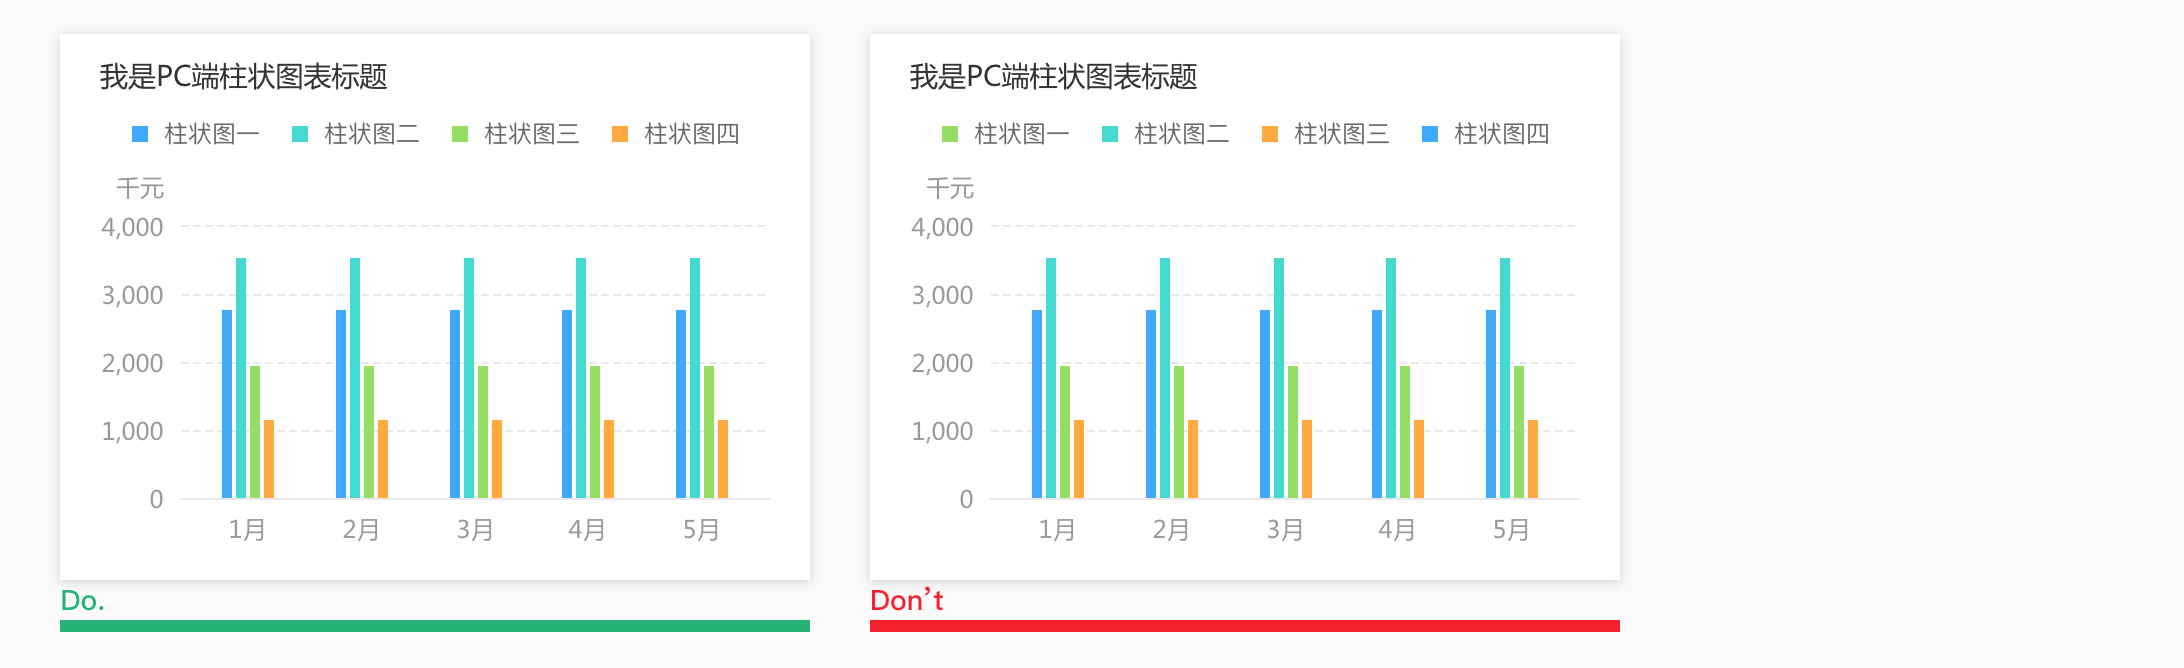 我是PC端柱状图表标题
柱状图一 柱状图二 柱状图三 柱状图四
千元
4,000
3,000
2,000
1,000
0
1月 2月 3月 4月 5月
Do.
我是PC端柱状图表标题
柱状图一 柱状图二 柱状图三 柱状图四
千元
4,000
3,000
2,000
1,000
0
1月 2月 3月 4月 5月
Don’t